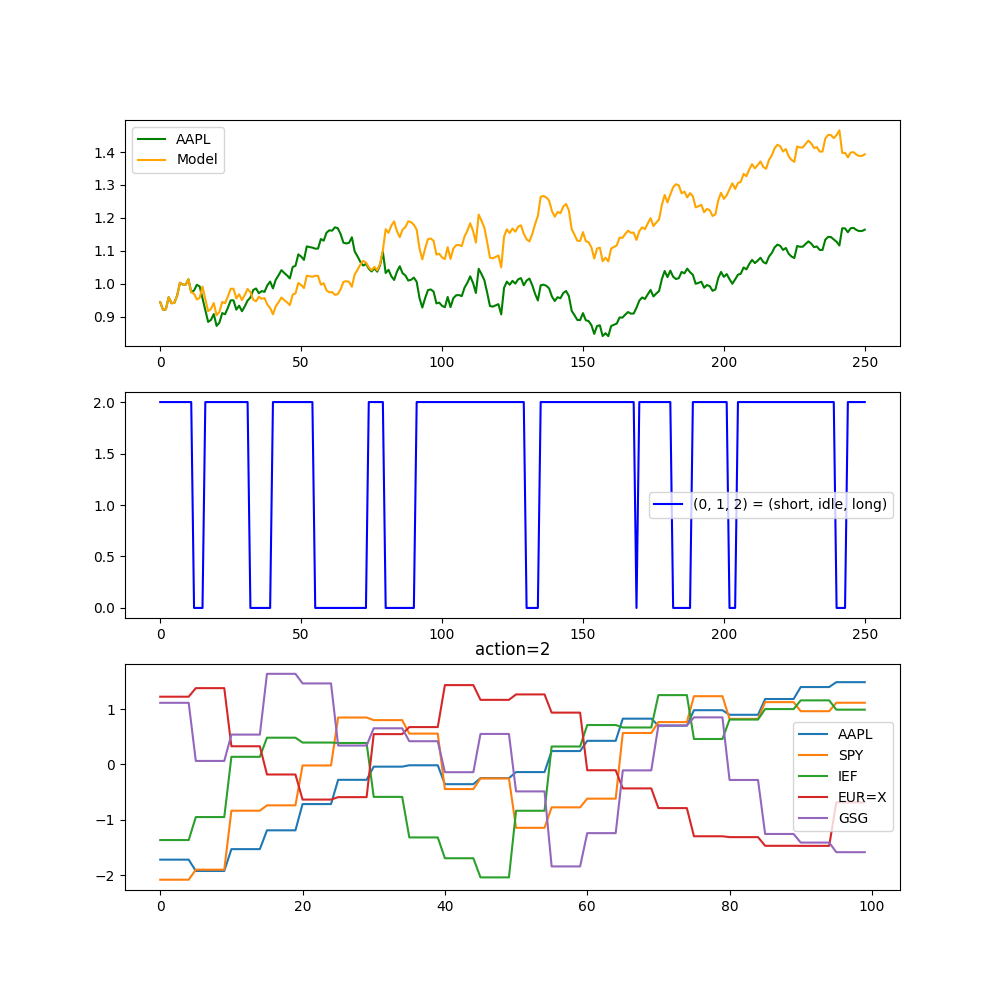 AAPL
Model
1.4
1.3
1.2
1.1
1.0
0.9
0 50 100 150 200 250
2.0
1.5
1.0
0.5
0.0
(0, 1, 2) = (short, idle, long)
0 50 100 150 200 250
action=2
1
0
−1
−2
AAPL
SPY
IEF
EUR=X
GSG
0 20 40 60 80 100